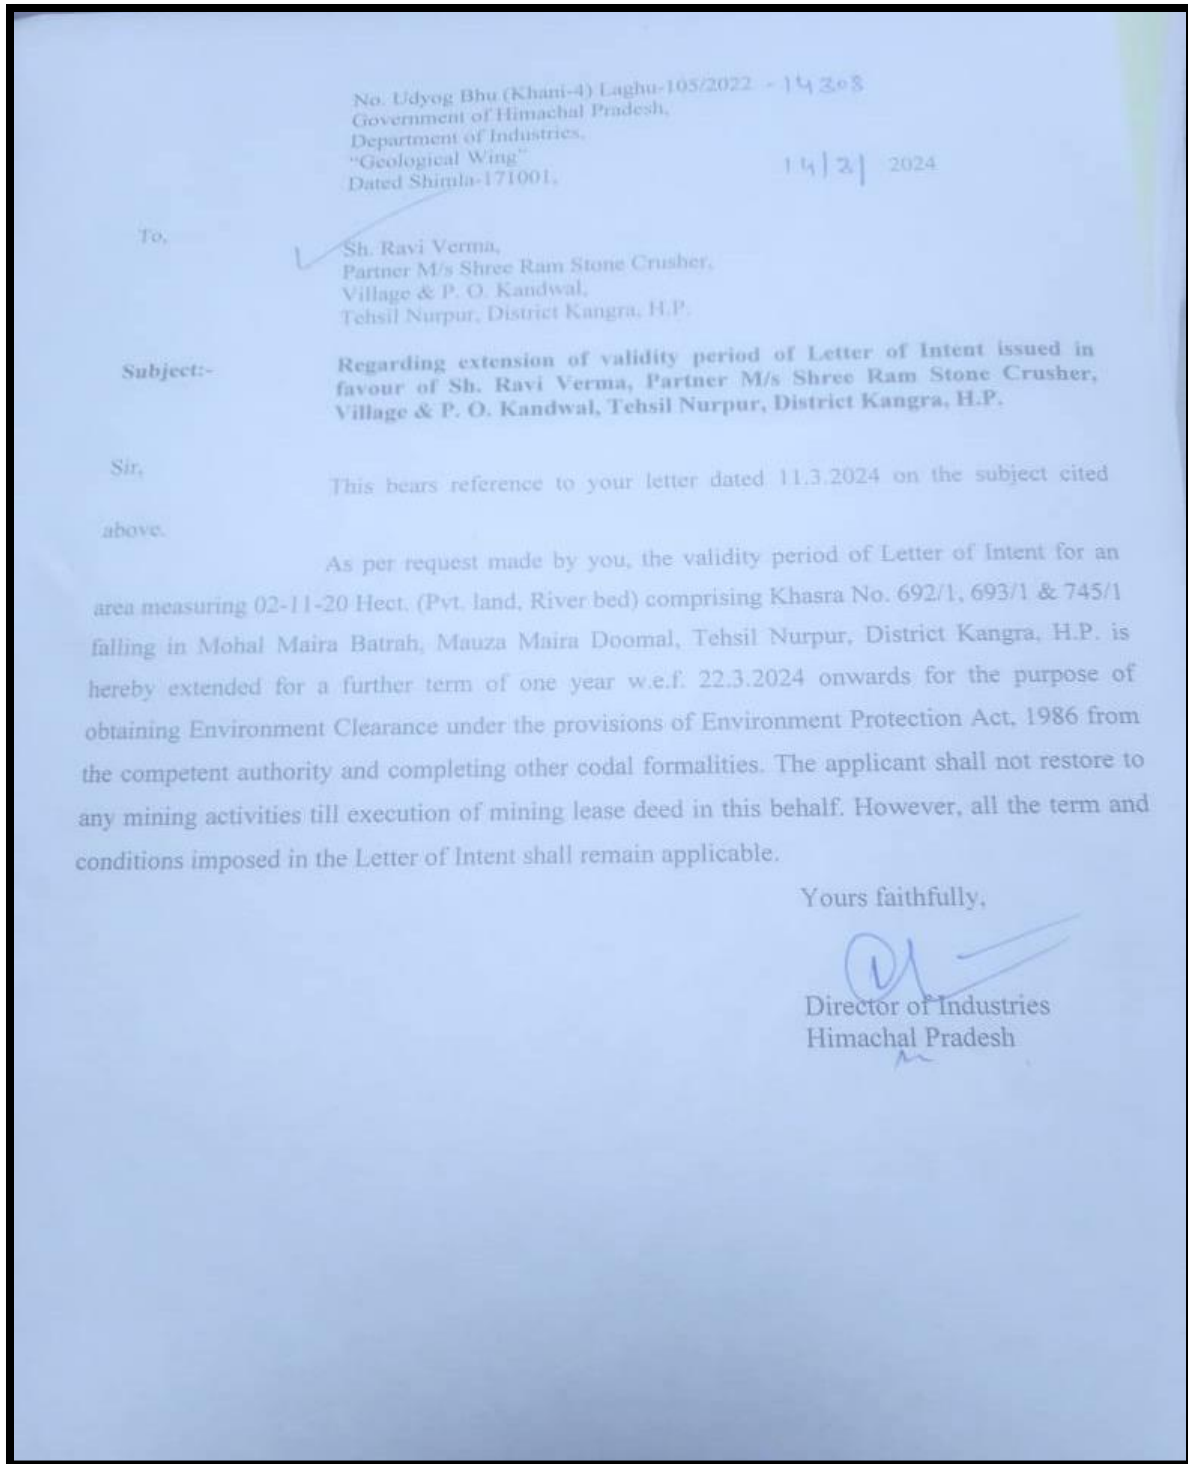 No. Udyog Bhu (Khani-4) Laghu-105/2022 - 14308
Government of Himachal Pradesh,
Department of Industries,
"Geological Wing"
Dated Shimla-171001, 14|3| 2024
To,
Sh. Ravi Verma,
Partner M/s Shree Ram Stone Crusher,
Village & P. O. Kandwal,
Tehsil Nurpur, District Kangra, H.P.
Subject:- Regarding extension of validity period of Letter of Intent issued in
favour of Sh. Ravi Verma, Partner M/s Shree Ram Stone Crusher,
Village & P. O. Kandwal, Tehsil Nurpur, District Kangra, H.P.
Sir,
This bears reference to your letter dated 11.3.2024 on the subject cited
above.
As per request made by you, the validity period of Letter of Intent for an
area measuring 02-11-20 Hect. (Pvt. land, River bed) comprising Khasra No. 692/1, 693/1 & 745/1
falling in Mohal Maira Batrah, Mauza Maira Doomal, Tehsil Nurpur, District Kangra, H.P. is
hereby extended for a further term of one year w.e.f. 22.3.2024 onwards for the purpose of
obtaining Environment Clearance under the provisions of Environment Protection Act, 1986 from
the competent authority and completing other codal formalities. The applicant shall not restore to
any mining activities till execution of mining lease deed in this behalf. However, all the term and
conditions imposed in the Letter of Intent shall remain applicable.
Yours faithfully,
Director of Industries
Himachal Pradesh